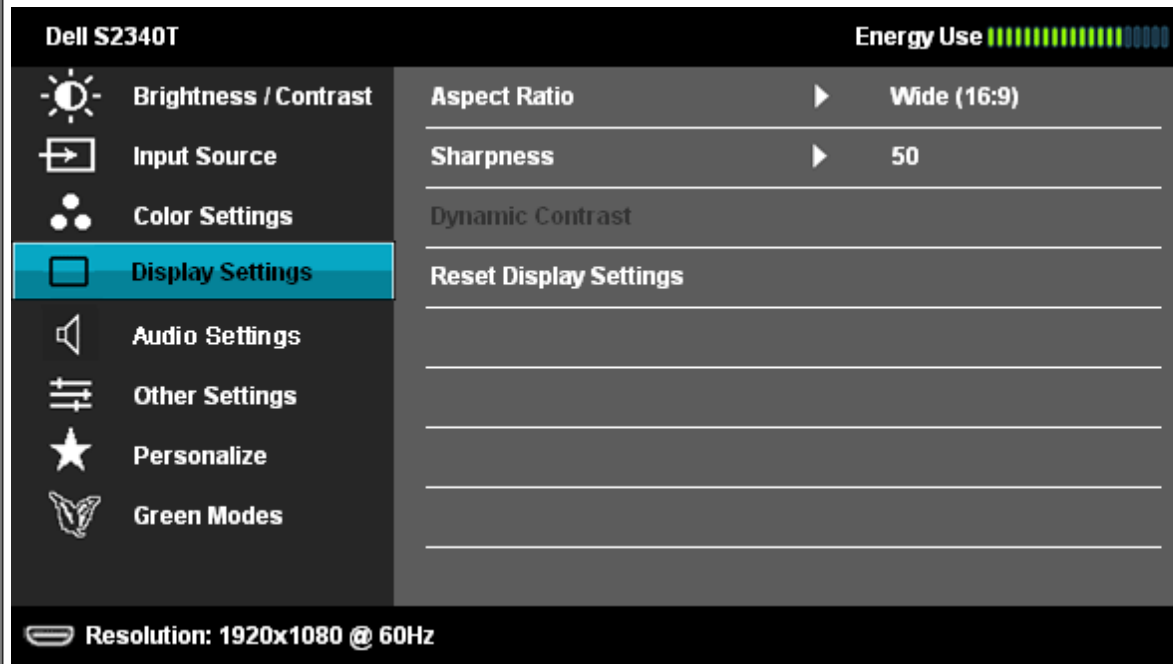 Dell S2340T Energy Use
Brightness / Contrast Aspect Ratio Wide (16:9)
Input Source Sharpness 50
Color Settings Dynamic Contrast
Display Settings Reset Display Settings
Audio Settings
Other Settings
Personalize
Green Modes
Resolution: 1920x1080 @ 60Hz